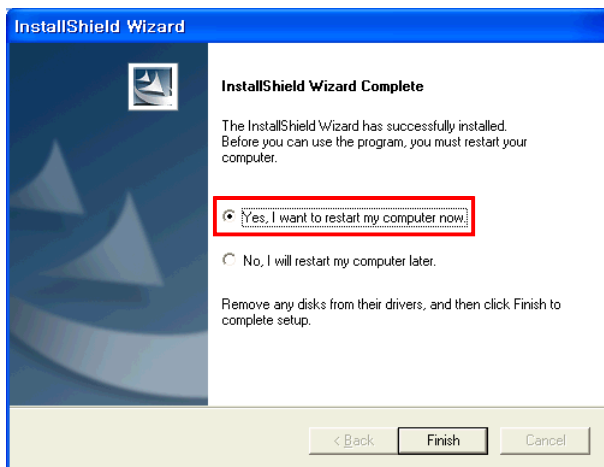 InstallShield Wizard
InstallShield Wizard Complete
The InstallShield Wizard has successfully installed.
Before you can use the program, you must restart your
computer.
Yes, I want to restart my computer now.
No, I will restart my computer later.
Remove any disks from their drivers, and then click Finish to
complete setup.
< Back Finish Cancel